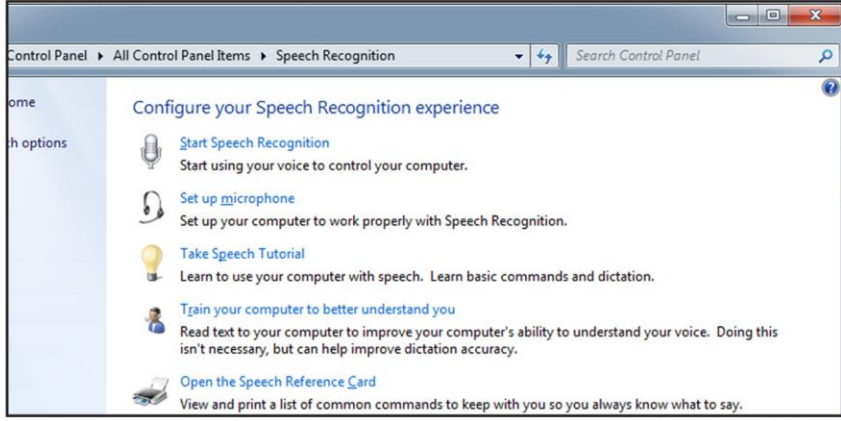 Control Panel ▸ All Control Panel Items ▸ Speech Recognition
Search Control Panel
ome
Configure your Speech Recognition experience
h options
Start Speech Recognition
Start using your voice to control your computer.
Set up microphone
Set up your computer to work properly with Speech Recognition.
Take Speech Tutorial
Learn to use your computer with speech. Learn basic commands and dictation.
Train your computer to better understand you
Read text to your computer to improve your computer's ability to understand your voice. Doing this
isn't necessary, but can help improve dictation accuracy.
Open the Speech Reference Card
View and print a list of common commands to keep with you so you always know what to say.